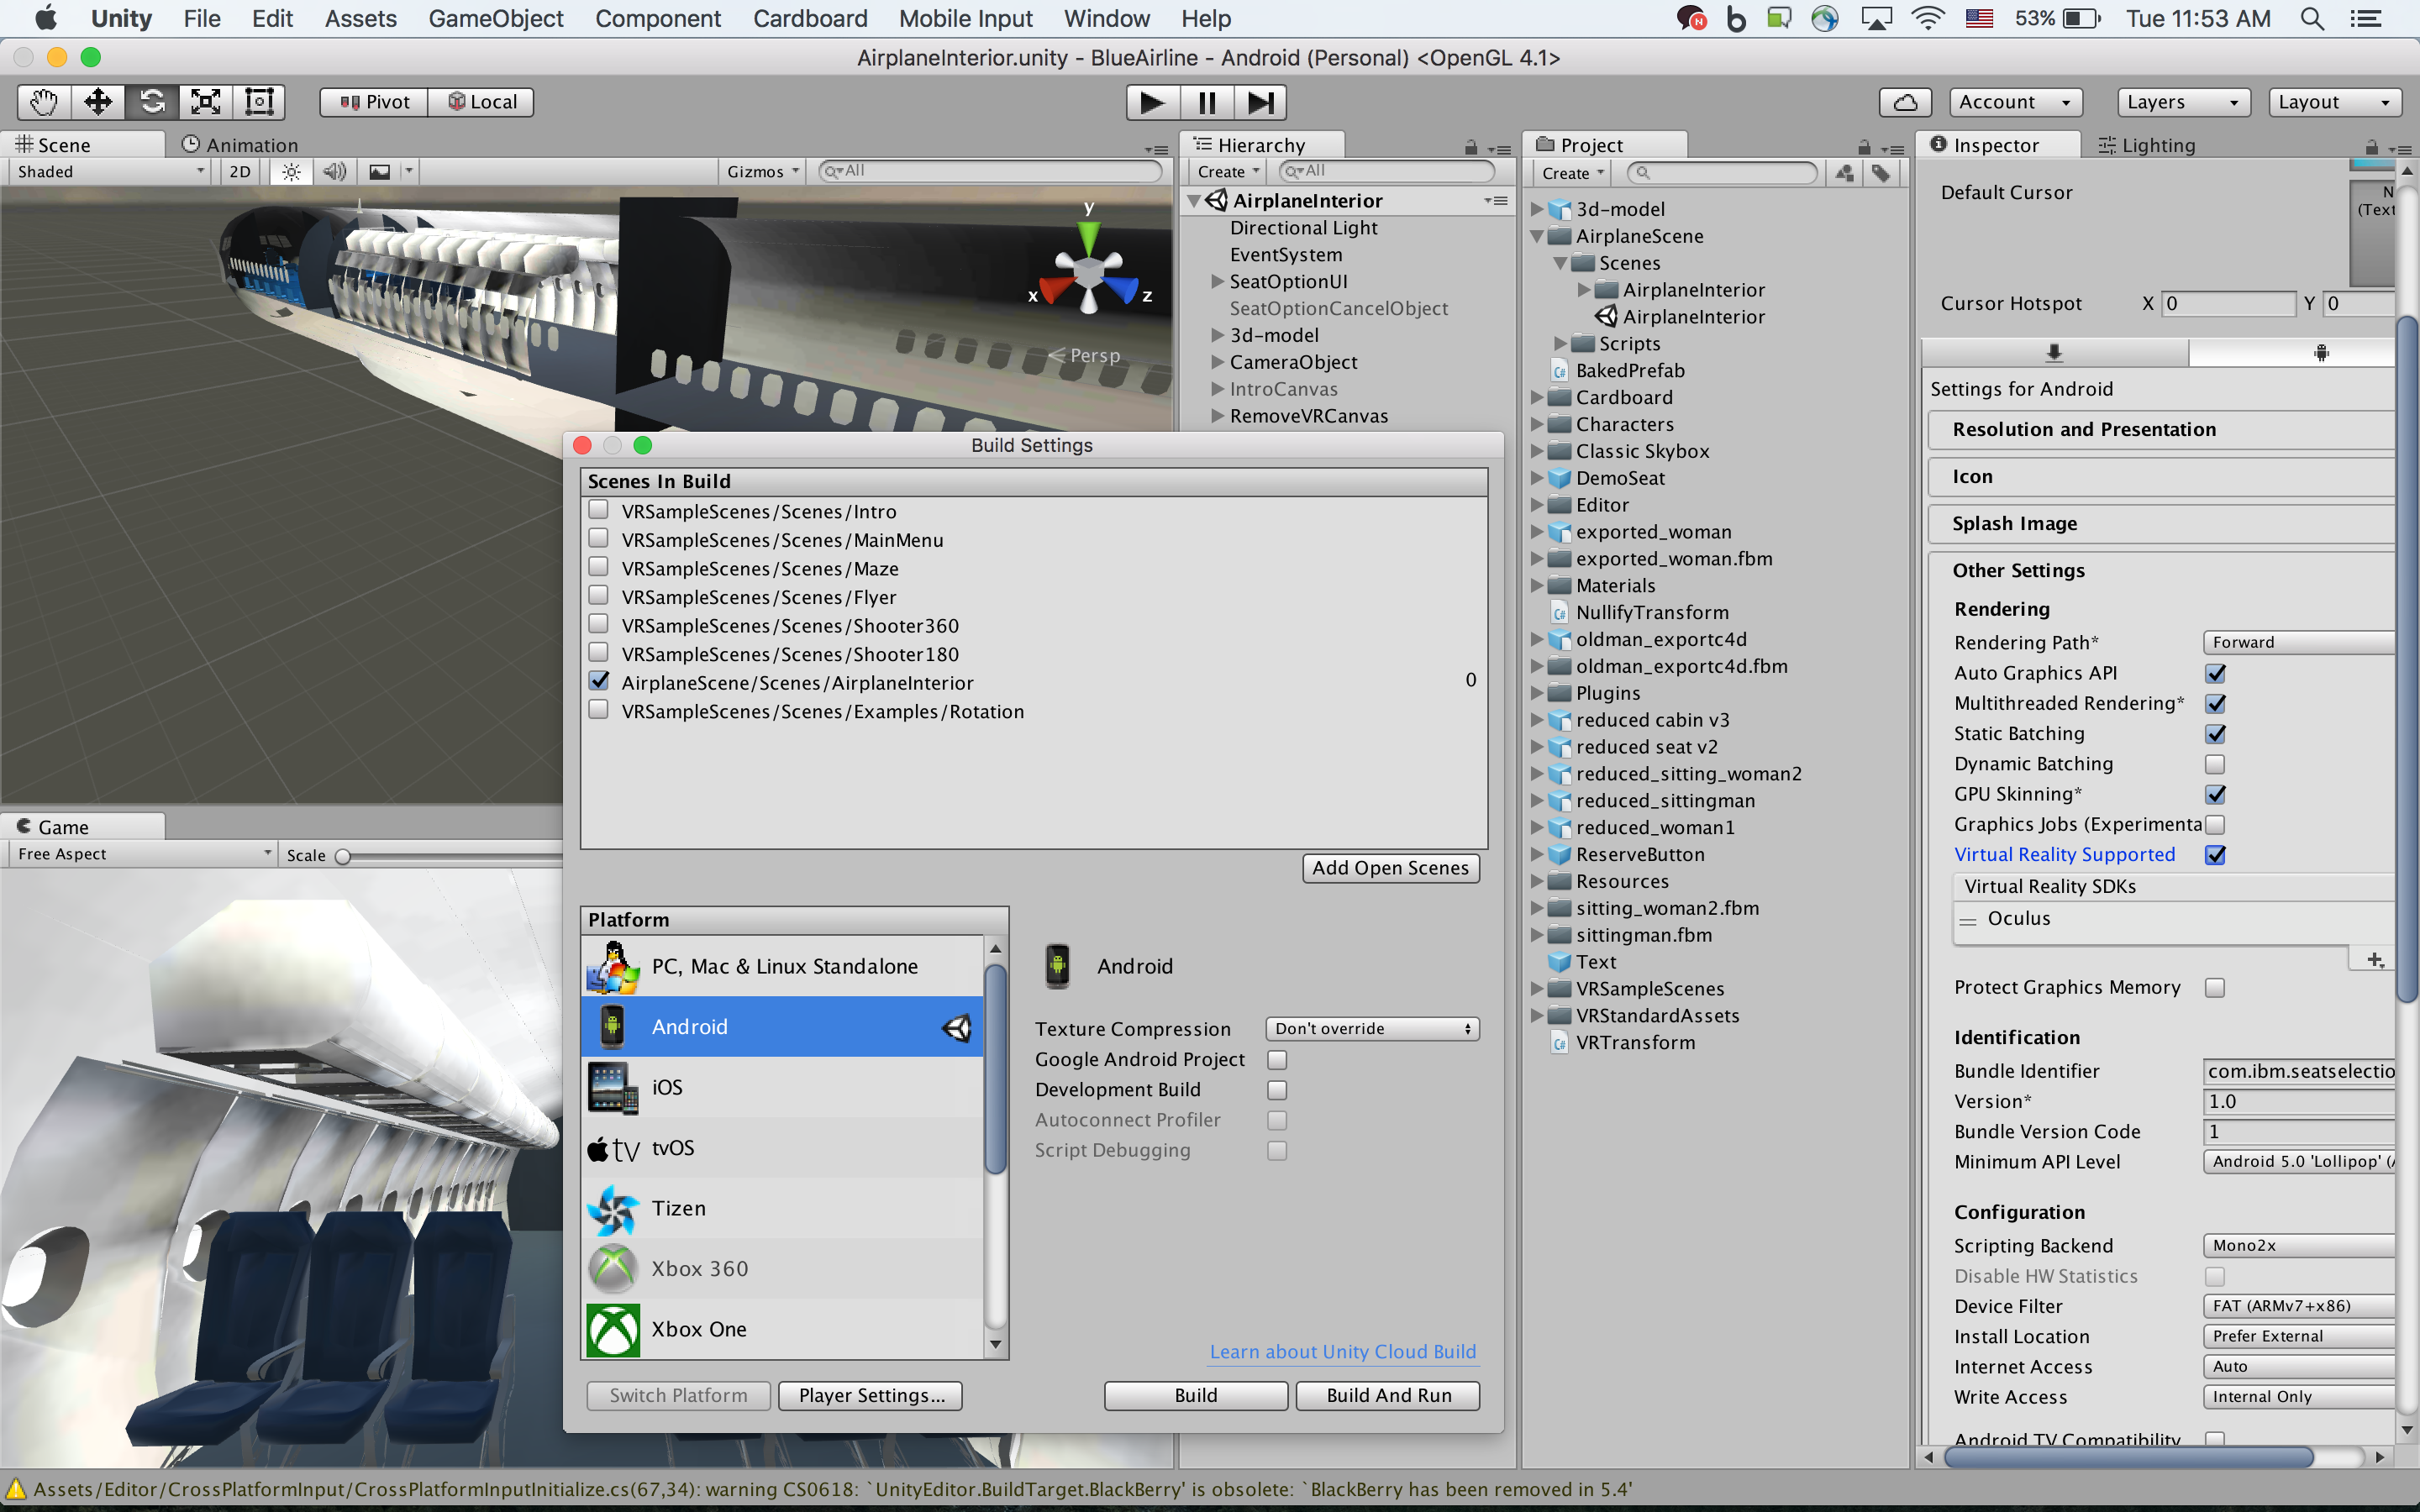 Unity File Edit Assets GameObject Component Cardboard Mobile Input Window Help 53% Tue 11:53 AM
AirplaneInterior.unity - BlueAirline - Android (Personal) <OpenGL 4.1>
Pivot Local Account Layers Layout
Scene Animation
Shaded 2D Gizmos All
y
x
z
Persp
Hierarchy
Create All
AirplaneInterior
Directional Light
EventSystem
SeatOptionUI
SeatOptionCancelObject
3d-model
CameraObject
IntroCanvas
RemoveVRCanvas
Build Settings
Scenes In Build
VRSampleScenes/Scenes/Intro
VRSampleScenes/Scenes/MainMenu
VRSampleScenes/Scenes/Maze
VRSampleScenes/Scenes/Flyer
VRSampleScenes/Scenes/Shooter360
VRSampleScenes/Scenes/Shooter180
AirplaneScene/Scenes/AirplaneInterior 0
VRSampleScenes/Scenes/Examples/Rotation
Add Open Scenes
Platform
PC, Mac & Linux Standalone
Android
iOS
tv tvOS
Tizen
Xbox 360
Xbox One
Android
Texture Compression Don't override
Google Android Project
Development Build
Autoconnect Profiler
Script Debugging
Learn about Unity Cloud Build
Switch Platform Player Settings... Build Build And Run
Game
Free Aspect Scale
Project
Create
3d-model
AirplaneScene
Scenes
AirplaneInterior
AirplaneInterior
Scripts
BakedPrefab
Cardboard
Characters
Classic Skybox
DemoSeat
Editor
exported_woman
exported_woman.fbm
Materials
NullifyTransform
oldman_exportc4d
oldman_exportc4d.fbm
Plugins
reduced cabin v3
reduced seat v2
reduced_sitting_woman2
reduced_sittingman
reduced_woman1
ReserveButton
Resources
sitting_woman2.fbm
sittingman.fbm
Text
VRSampleScenes
VRStandardAssets
VRTransform
Inspector Lighting
Default Cursor N
(Text
Cursor Hotspot X 0 Y 0
Settings for Android
Resolution and Presentation
Icon
Splash Image
Other Settings
Rendering
Rendering Path* Forward
Auto Graphics API
Multithreaded Rendering*
Static Batching
Dynamic Batching
GPU Skinning*
Graphics Jobs (Experimenta
Virtual Reality Supported
Virtual Reality SDKs
Oculus
Protect Graphics Memory
Identification
Bundle Identifier com.ibm.seatselectio
Version* 1.0
Bundle Version Code 1
Minimum API Level Android 5.0 'Lollipop' (
Configuration
Scripting Backend Mono2x
Disable HW Statistics
Device Filter FAT (ARMv7+x86)
Install Location Prefer External
Internet Access Auto
Write Access Internal Only
Android TV Compatibility
Assets/Editor/CrossPlatformInput/CrossPlatformInputInitialize.cs(67,34): warning CS0618: `UnityEditor.BuildTarget.BlackBerry' is obsolete: `BlackBerry has been removed in 5.4'